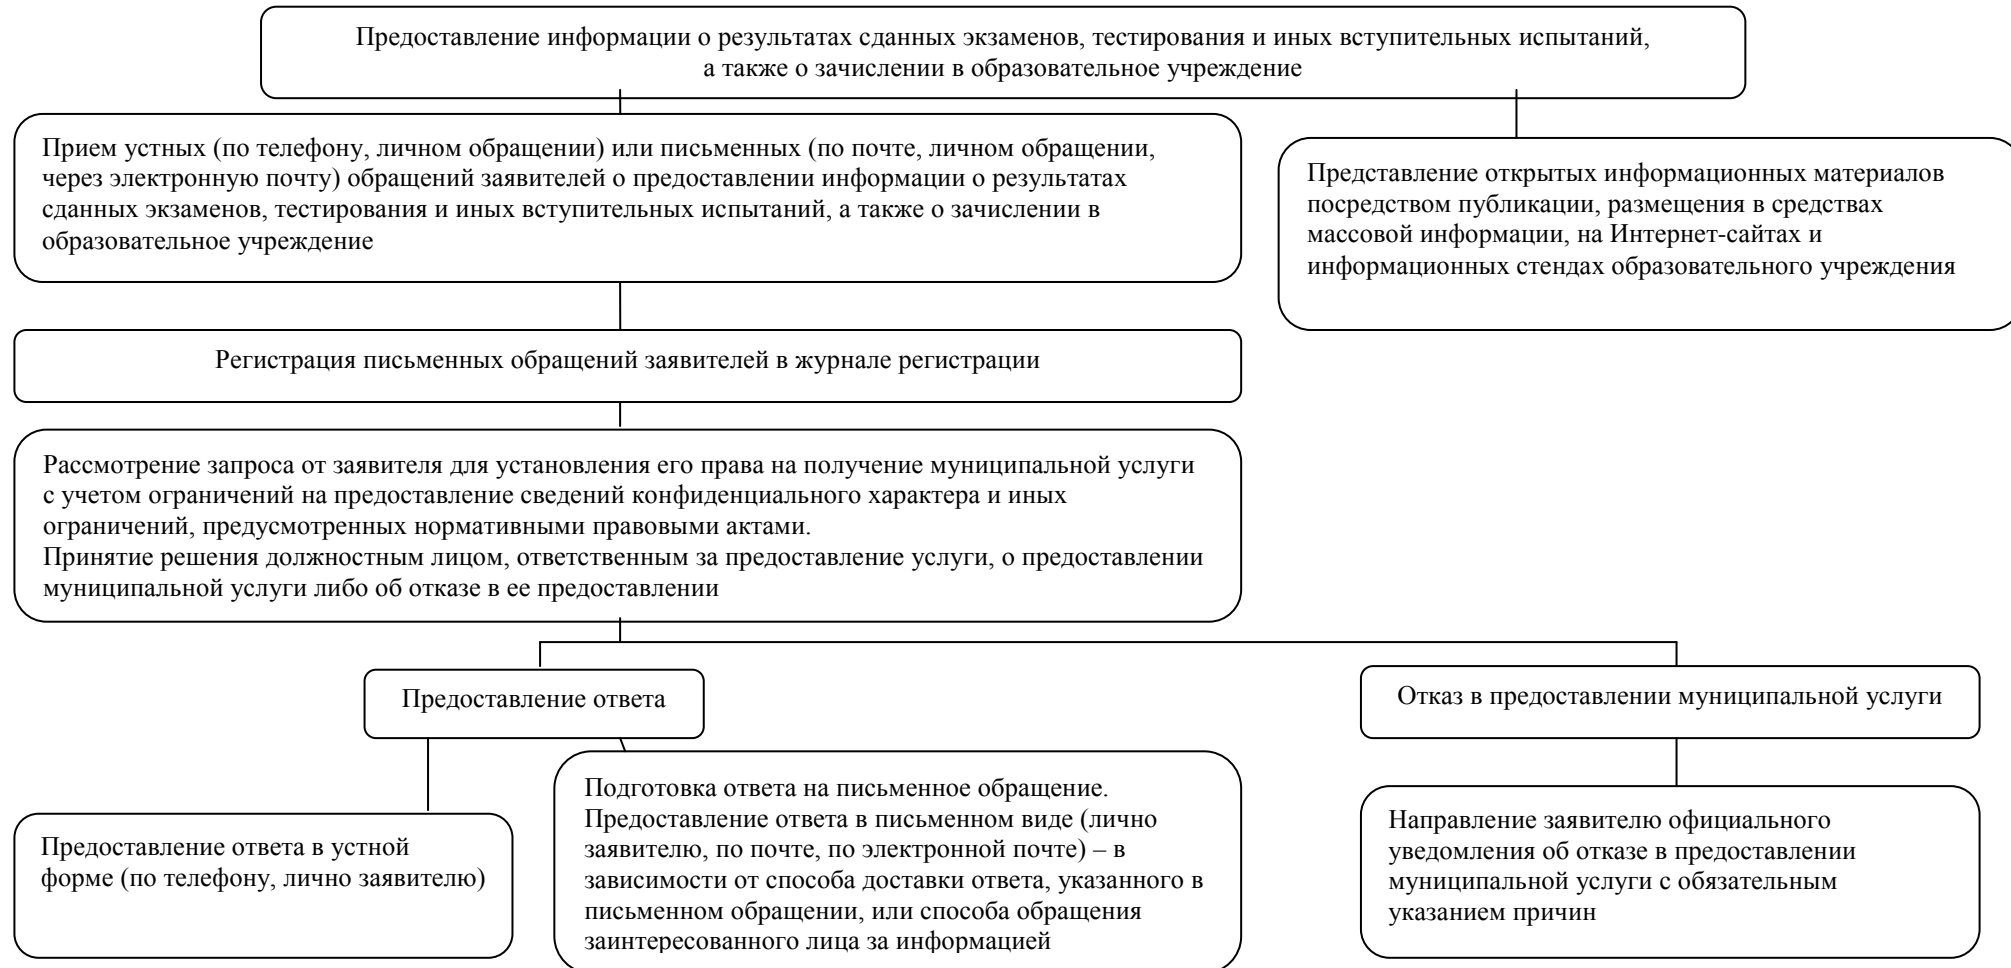 Предоставление информации о результатах сданных экзаменов, тестирования и иных вступительных испытаний,
а также о зачислении в образовательное учреждение
Прием устных (по телефону, личном обращении) или письменных (по почте, личном обращении,
через электронную почту) обращений заявителей о предоставлении информации о результатах
сданных экзаменов, тестирования и иных вступительных испытаний, а также о зачислении в
образовательное учреждение
Представление открытых информационных материалов
посредством публикации, размещения в средствах
массовой информации, на Интернет-сайтах и
информационных стендах образовательного учреждения
Регистрация письменных обращений заявителей в журнале регистрации
Рассмотрение запроса от заявителя для установления его права на получение муниципальной услуги
с учетом ограничений на предоставление сведений конфиденциального характера и иных
ограничений, предусмотренных нормативными правовыми актами.
Принятие решения должностным лицом, ответственным за предоставление услуги, о предоставлении
муниципальной услуги либо об отказе в ее предоставлении
Предоставление ответа
Отказ в предоставлении муниципальной услуги
Предоставление ответа в устной
форме (по телефону, лично заявителю)
Подготовка ответа на письменное обращение.
Предоставление ответа в письменном виде (лично
заявителю, по почте, по электронной почте) – в
зависимости от способа доставки ответа, указанного в
письменном обращении, или способа обращения
заинтересованного лица за информацией
Направление заявителю официального
уведомления об отказе в предоставлении
муниципальной услуги с обязательным
указанием причин